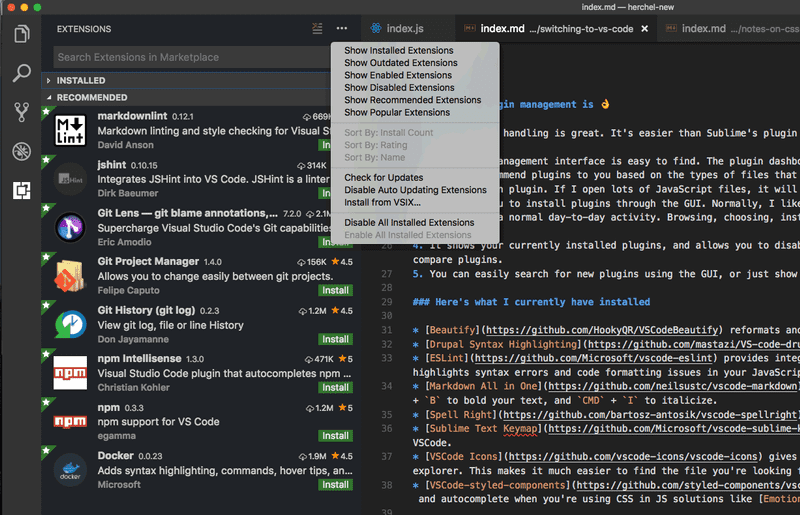 index.md — herchel-new
EXTENSIONS
index.js
index.md .../switching-to-vs-code
index.md .../notes-on-css
Search Extensions in Marketplace
INSTALLED
RECOMMENDED
markdownlint 0.12.1 669K
Markdown linting and style checking for Visual Stu
David Anson
Install
jshint 0.10.15 314K
Integrates JSHint into VS Code. JSHint is a linter
Dirk Baeumer
Install
Git Lens — git blame annotations,... 7.2.0 2.1M
Supercharge Visual Studio Code's Git capabilities
Eric Amodio
Install
Git Project Manager 1.4.0 156K 4.5
Allows you to change easily between git projects.
Felipe Caputo
Install
Git History (git log) 0.2.3 1.2M 4.5
View git log, file or line History
Don Jayamanne
Install
npm Intellisense 1.3.0 471K 5
Visual Studio Code plugin that autocompletes npm ...
Christian Kohler
Install
npm 0.3.3 1.2M 5
npm support for VS Code
egamma
Install
Docker 0.0.23 1.9M 4.5
Adds syntax highlighting, commands, hover tips, an...
Microsoft
Install
Show Installed Extensions
Show Outdated Extensions
Show Enabled Extensions
Show Disabled Extensions
Show Recommended Extensions
Show Popular Extensions
Sort By: Install Count
Sort By: Rating
Sort By: Name
Check for Updates
Disable Auto Updating Extensions
Install from VSIX...
Disable All Installed Extensions
Enable All Installed Extensions
gin management is 👌
handling is great. It's easier than Sublime's plugin
nagement interface is easy to find. The plugin dashbo
mmend plugins to you based on the types of files that
n plugin. If I open lots of JavaScript files, it will
u to install plugins through the GUI. Normally, I lik
a normal day-to-day activity. Browsing, choosing, inst
26 4. It shows your currently installed plugins, and allows you to disab
compare plugins.
27 5. You can easily search for new plugins using the GUI, or just show
28
29 ### Here's what I currently have installed
30
31 * [Beautify](https://github.com/HookyQR/VSCodeBeautify) reformats and
32 * [Drupal Syntax Highlighting](https://github.com/mastazi/VS-code-dru
33 * [ESLint](https://github.com/Microsoft/vscode-eslint) provides integ
highlights syntax errors and code formatting issues in your JavaScrip
34 * [Markdown All in One](https://github.com/neilsustc/vscode-markdown)
+ `B` to bold your text, and `CMD` + `I` to italicize.
35 * [Spell Right](https://github.com/bartosz-antosik/vscode-spellright)
36 * [Sublime Text Keymap](https://github.com/Microsoft/vscode-sublime-k
VSCode.
37 * [VSCode Icons](https://github.com/vscode-icons/vscode-icons) gives
explorer. This makes it much easier to find the file you're looking f
38 * [VSCode-styled-components](https://github.com/styled-components/vsc
and autocomplete when you're using CSS in JS solutions like [Emotion
39